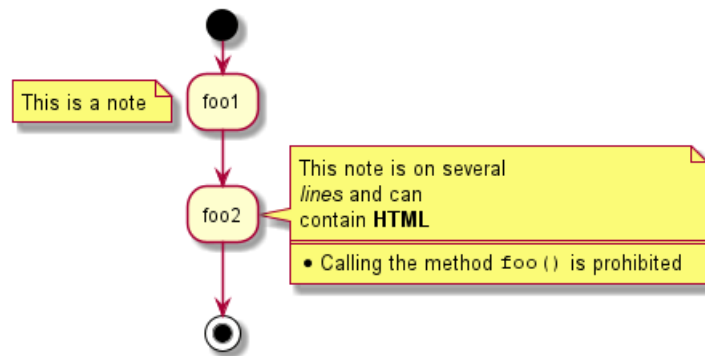 This is a note
foo1
foo2
This note is on several
lines and can
contain HTML
• Calling the method foo() is prohibited